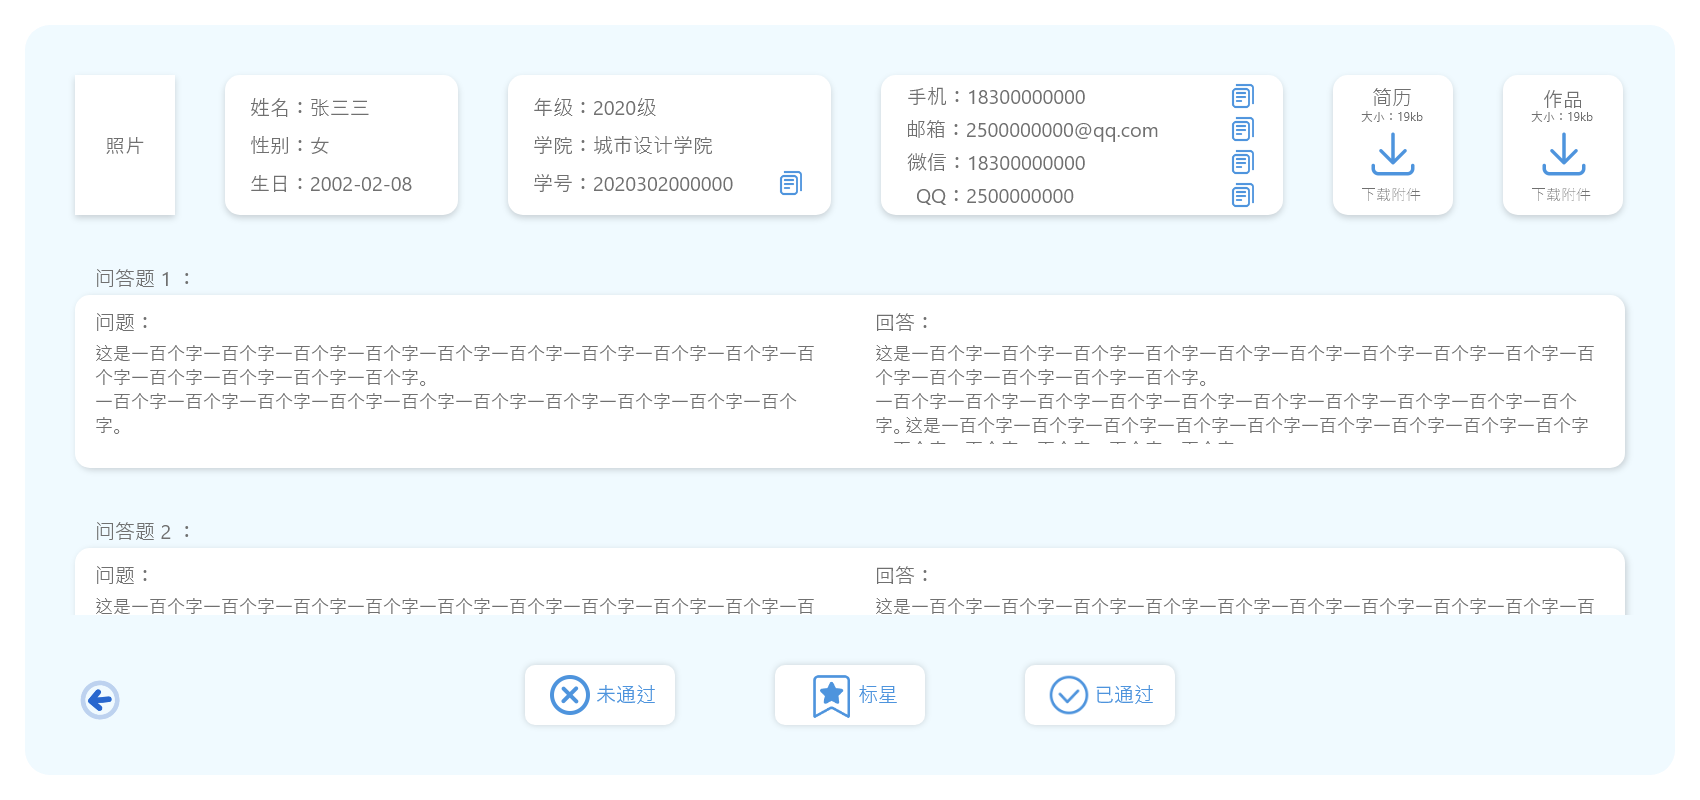 照片
姓名：张三三
性别：女
生日：2002-02-08
年级：2020级
学院：城市设计学院
学号：2020302000000
手机：18300000000
邮箱：2500000000@qq.com
微信：18300000000
QQ：2500000000
简历
大小：19kb
下载附件
作品
大小：19kb
下载附件
问答题 1 ：
问题：
这是一百个字一百个字一百个字一百个字一百个字一百个字一百个字一百个字一百个字一百
个字一百个字一百个字一百个字一百个字。
一百个字一百个字一百个字一百个字一百个字一百个字一百个字一百个字一百个字一百个
字。
回答：
这是一百个字一百个字一百个字一百个字一百个字一百个字一百个字一百个字一百个字一百
个字一百个字一百个字一百个字一百个字。
一百个字一百个字一百个字一百个字一百个字一百个字一百个字一百个字一百个字一百个
字。这是一百个字一百个字一百个字一百个字一百个字一百个字一百个字一百个字一百个字
问答题 2 ：
问题：
这是一百个字一百个字一百个字一百个字一百个字一百个字一百个字一百个字一百个字一百
回答：
这是一百个字一百个字一百个字一百个字一百个字一百个字一百个字一百个字一百个字一百
未通过
标星
已通过